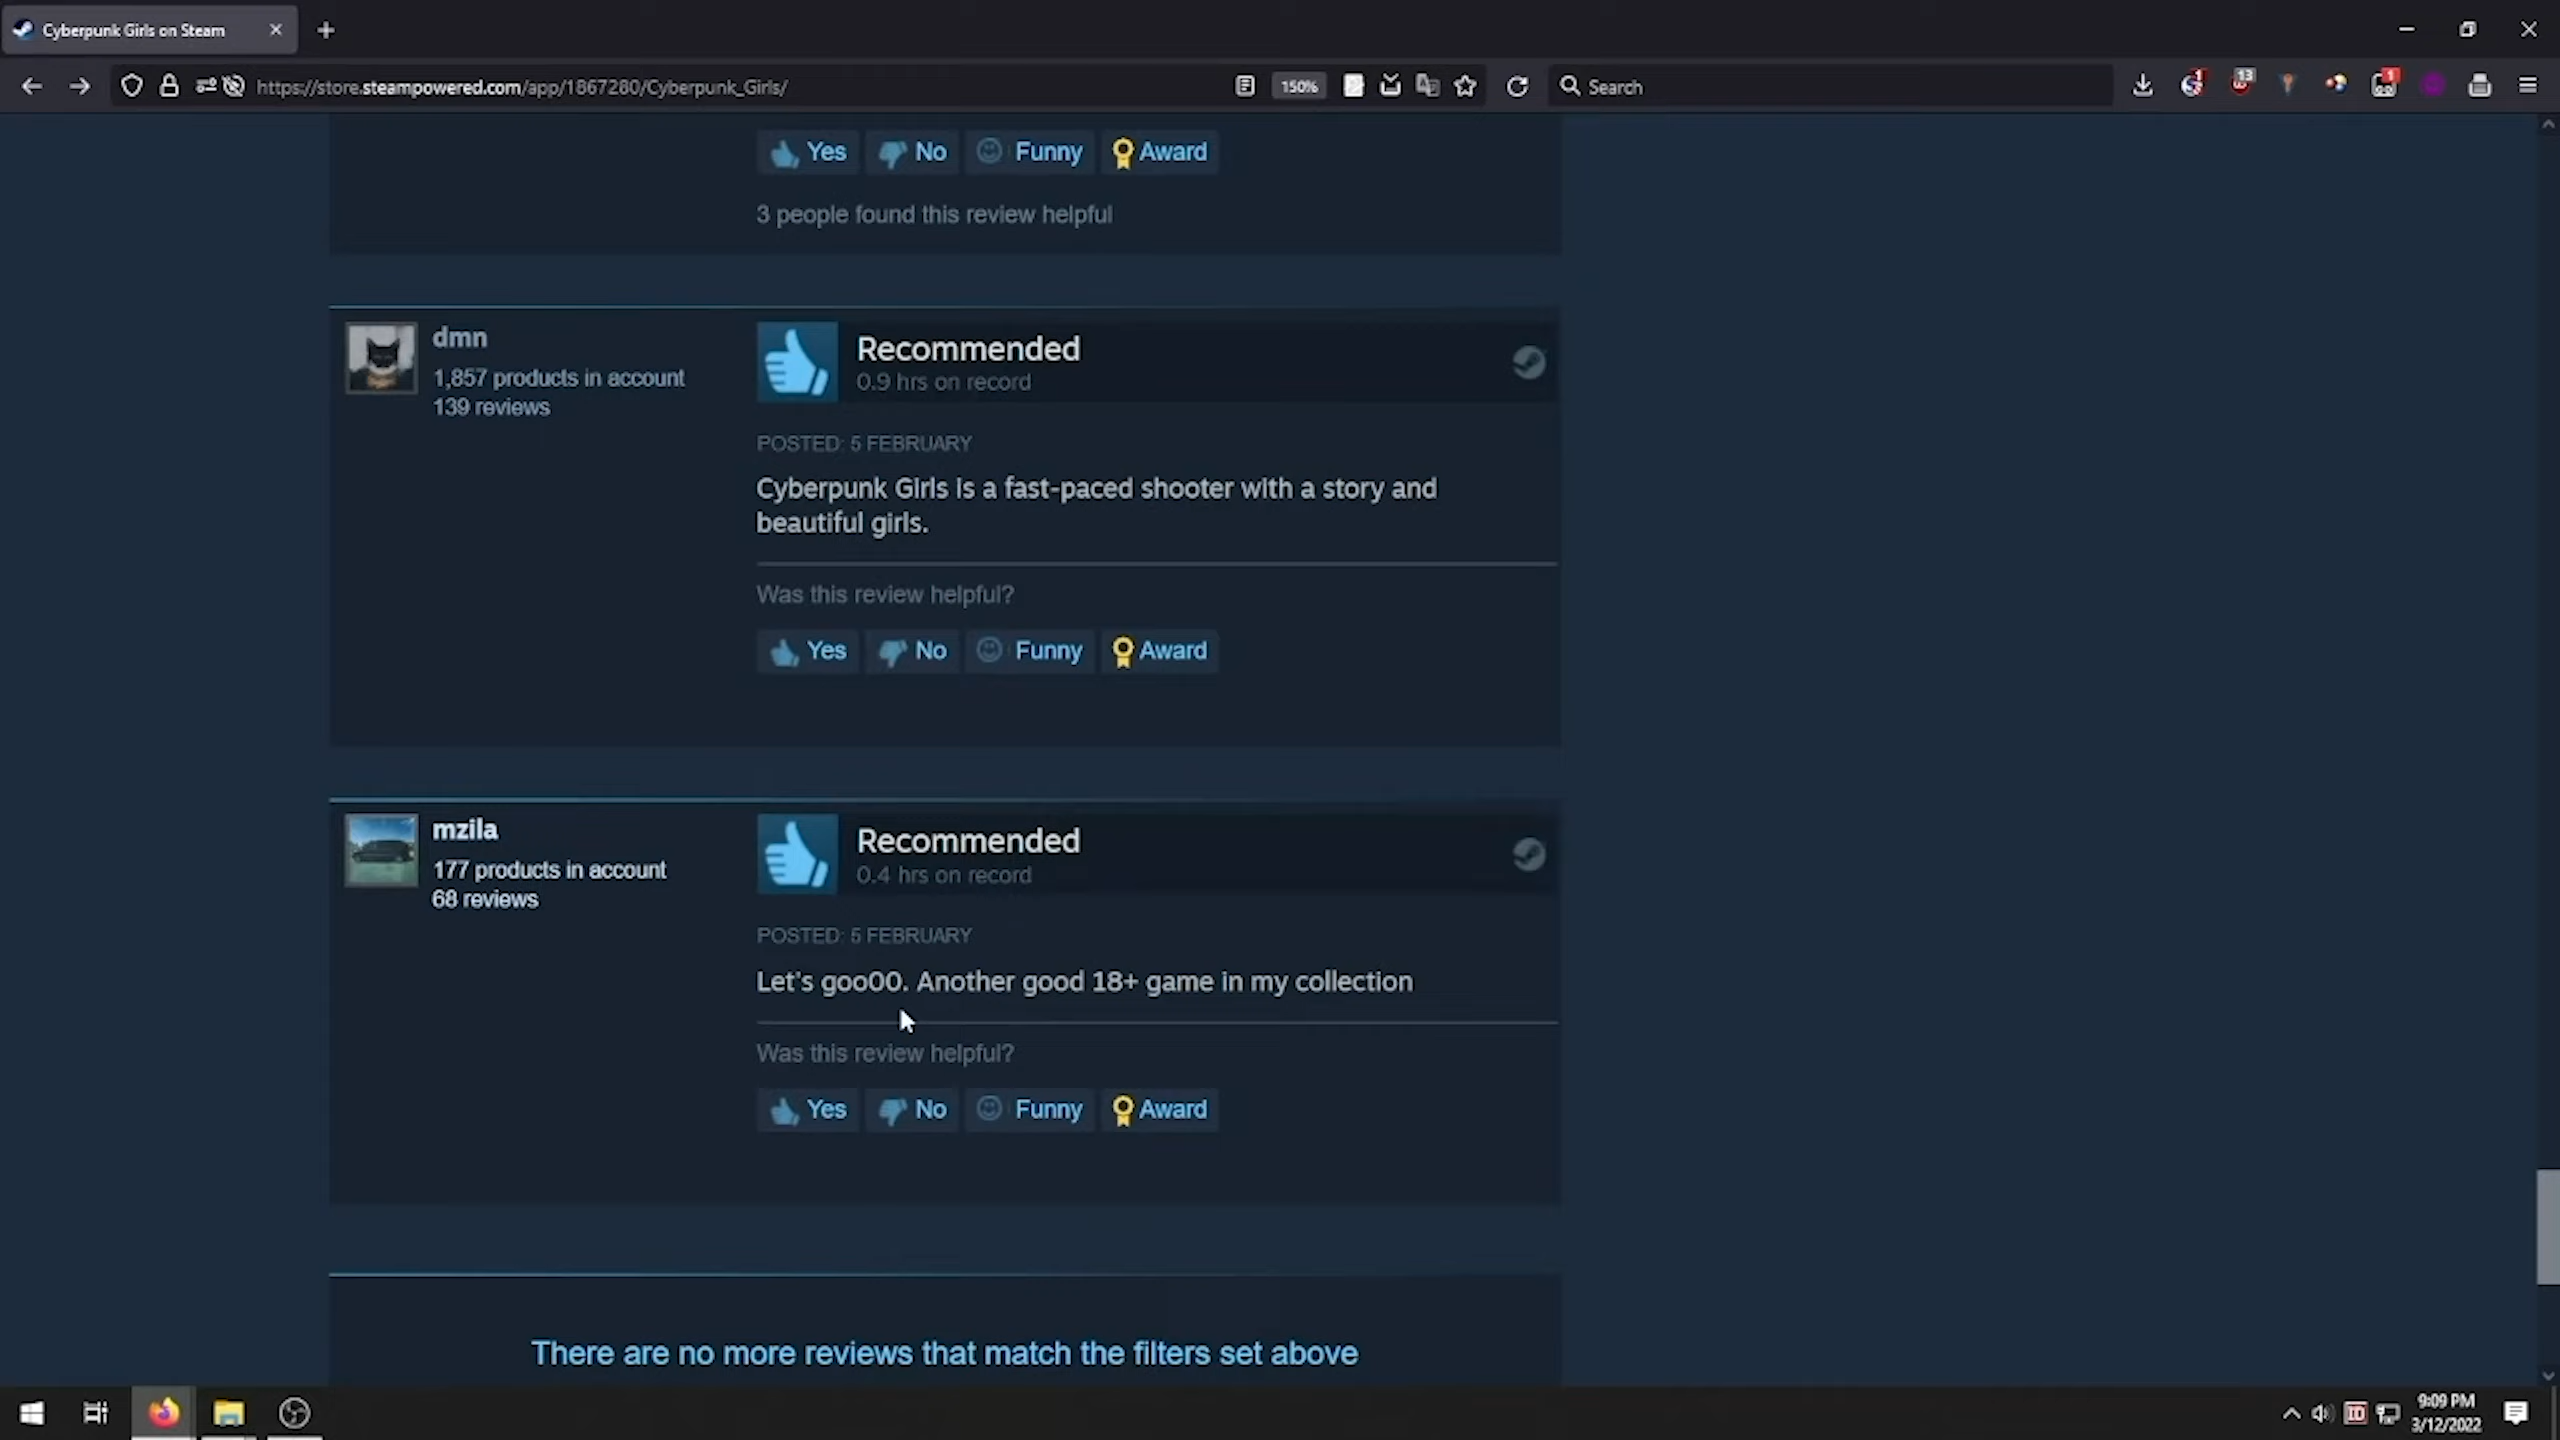 Cyberpunk Girls on Steam
https://store.steampowered.com/app/1867280/Cyberpunk_Girls/
150%
Search
1
13
1
Yes
No
Funny
Award
3 people found this review helpful
dmn
1,857 products in account
139 reviews
Recommended
0.9 hrs on record
POSTED: 5 FEBRUARY
Cyberpunk Girls is a fast-paced shooter with a story and
beautiful girls.
Was this review helpful?
Yes
No
Funny
Award
mzila
177 products in account
68 reviews
Recommended
0.4 hrs on record
POSTED: 5 FEBRUARY
Let's gooOO. Another good 18+ game in my collection
Was this review helpful?
Yes
No
Funny
Award
There are no more reviews that match the filters set above
9:09 PM
3/12/2022